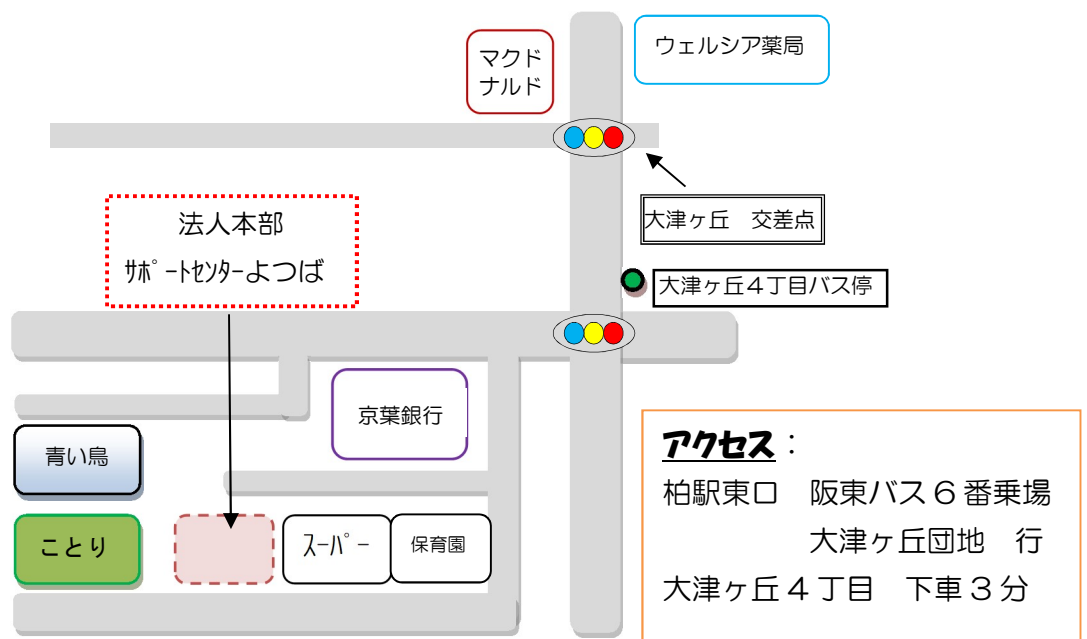 マクド
ナルド
ウェルシア薬局
大津ヶ丘　交差点
法人本部
ｻﾎﾟｰﾄｾﾝﾀｰよつば
大津ヶ丘４丁目バス停
京葉銀行
青い鳥
ことり
ｽｰﾊﾟｰ
保育園
アクセス：
柏駅東口　阪東バス６番乗場
大津ヶ丘団地　行
大津ヶ丘４丁目　下車３分